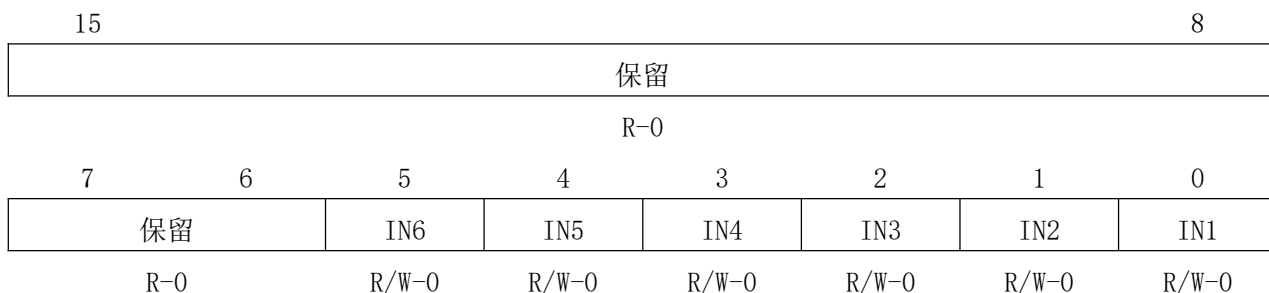 15 8
保留
R-0
7 6 5 4 3 2 1 0
保留 IN6 IN5 IN4 IN3 IN2 IN1
R-0 R/W-0 R/W-0 R/W-0 R/W-0 R/W-0 R/W-0